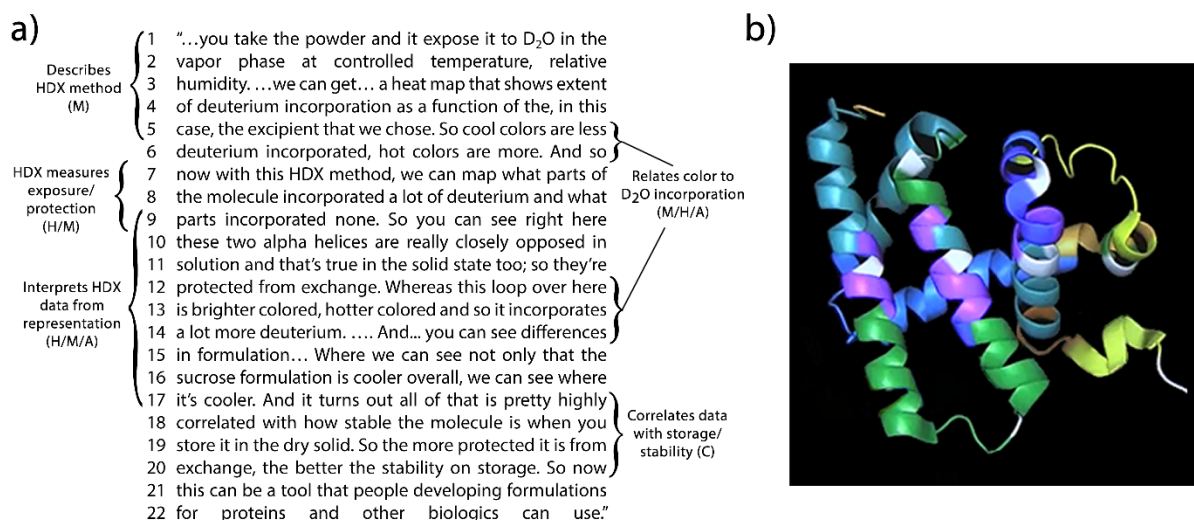 a)
b)
1 “…you take the powder and it expose it to D₂O in the
2 vapor phase at controlled temperature, relative
3 humidity. …we can get… a heat map that shows extent
4 of deuterium incorporation as a function of the, in this
5 case, the excipient that we chose. So cool colors are less
6 deuterium incorporated, hot colors are more. And so
7 now with this HDX method, we can map what parts of
8 the molecule incorporated a lot of deuterium and what
9 parts incorporated none. So you can see right here
10 these two alpha helices are really closely opposed in
11 solution and that’s true in the solid state too; so they’re
12 protected from exchange. Whereas this loop over here
13 is brighter colored, hotter colored and so it incorporates
14 a lot more deuterium. …. And... you can see differences
15 in formulation… Where we can see not only that the
16 sucrose formulation is cooler overall, we can see where
17 it’s cooler. And it turns out all of that is pretty highly
18 correlated with how stable the molecule is when you
19 store it in the dry solid. So the more protected it is from
20 exchange, the better the stability on storage. So now
21 this can be a tool that people developing formulations
22 for proteins and other biologics can use.”
Describes
HDX method
(M)
HDX measures
exposure/
protection
(H/M)
Interprets HDX
data from
representation
(H/M/A)
Relates color to
D₂O incorporation
(M/H/A)
Correlates data
with storage/
stability (C)